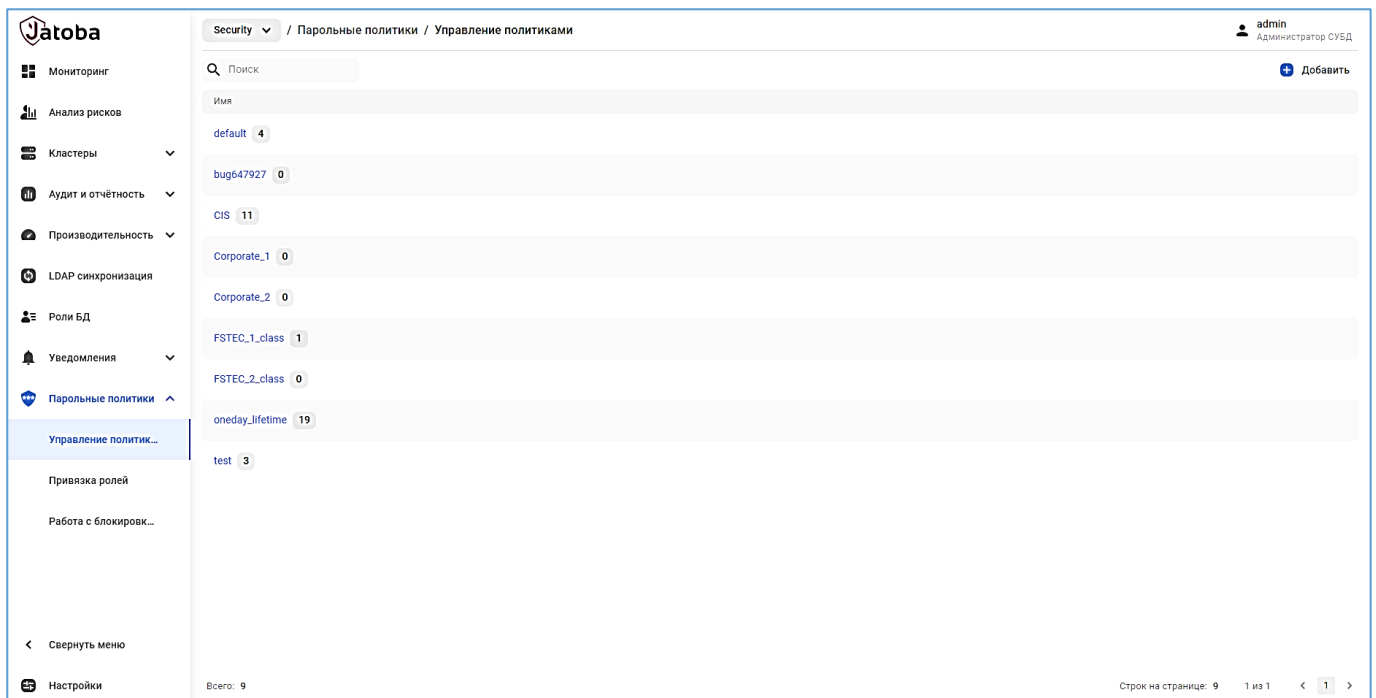 Jatoba
Security / Парольные политики / Управление политиками
admin
Администратор СУБД
Мониторинг
Анализ рисков
Кластеры
Аудит и отчётность
Производительность
LDAP синхронизация
Роли БД
Уведомления
Парольные политики
Управление политик...
Привязка ролей
Работа с блокировк...
Свернуть меню
Настройки
Поиск
Добавить
Имя
default 4
bug647927 0
CIS 11
Corporate_1 0
Corporate_2 0
FSTEC_1_class 1
FSTEC_2_class 0
oneday_lifetime 19
test 3
Всего: 9
Строк на странице: 9 1 из 1 1